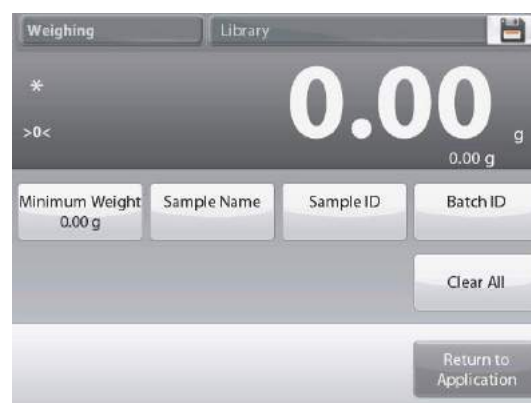 Weighing
Library
*
0.00
>0<
g
0.00 g
Minimum Weight
0.00 g
Sample Name
Sample ID
Batch ID
Clear All
Return to
Application